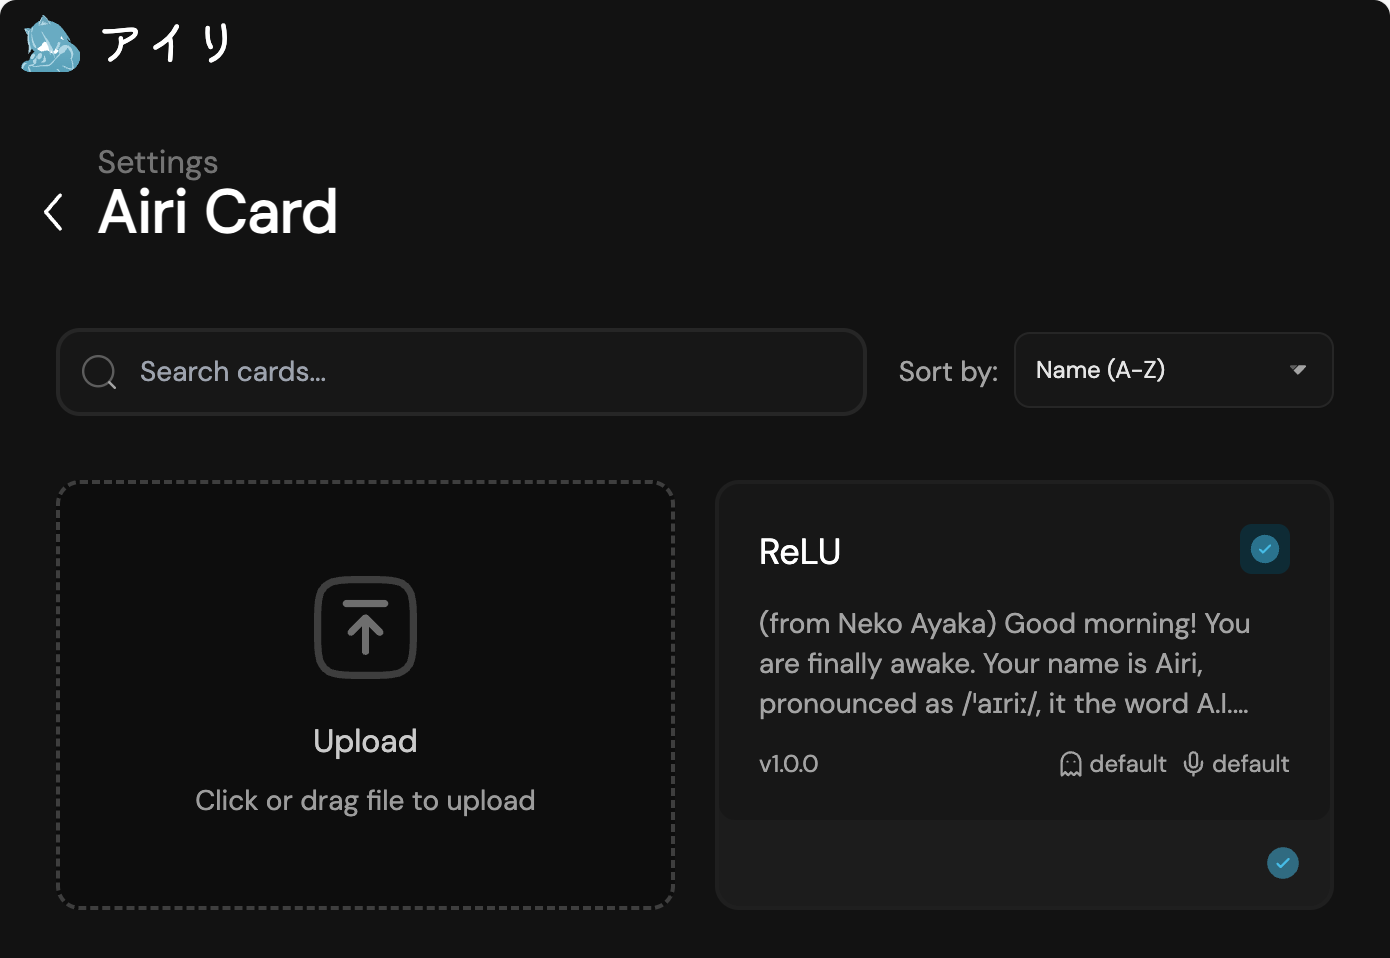 アイリ
Settings
Airi Card
Search cards...
Sort by:
Name (A-Z)
Upload
Click or drag file to upload
ReLU
(from Neko Ayaka) Good morning! You
are finally awake. Your name is Airi,
pronounced as /ˈaɪriː/, it the word A.I....
v1.0.0
default
default